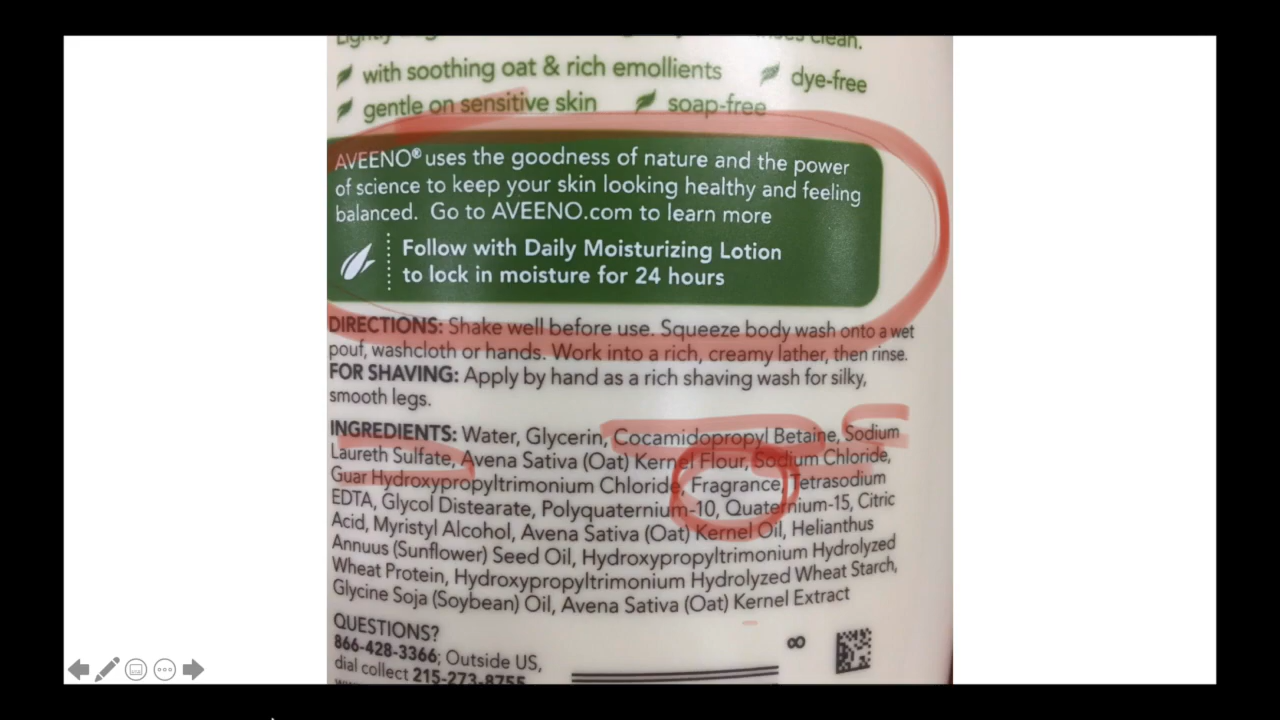 clean.
with soothing oat & rich emollients
dye-free
gentle on sensitive skin
soap-free
AVEENO® uses the goodness of nature and the power
of science to keep your skin looking healthy and feeling
balanced. Go to AVEENO.com to learn more
Follow with Daily Moisturizing Lotion
to lock in moisture for 24 hours
DIRECTIONS: Shake well before use. Squeeze body wash onto a wet
pouf, washcloth or hands. Work into a rich, creamy lather, then rinse.
FOR SHAVING: Apply by hand as a rich shaving wash for silky,
smooth legs.
INGREDIENTS: Water, Glycerin, Cocamidopropyl Betaine, Sodium
Laureth Sulfate, Avena Sativa (Oat) Kernel Flour, Sodium Chloride,
Guar Hydroxypropyltrimonium Chloride, Fragrance, Tetrasodium
EDTA, Glycol Distearate, Polyquaternium-10, Quaternium-15, Citric
Acid, Myristyl Alcohol, Avena Sativa (Oat) Kernel Oil, Helianthus
Annuus (Sunflower) Seed Oil, Hydroxypropyltrimonium Hydrolyzed
Wheat Protein, Hydroxypropyltrimonium Hydrolyzed Wheat Starch,
Glycine Soja (Soybean) Oil, Avena Sativa (Oat) Kernel Extract
QUESTIONS?
866-428-3366; Outside US,
dial collect 215-273-8755